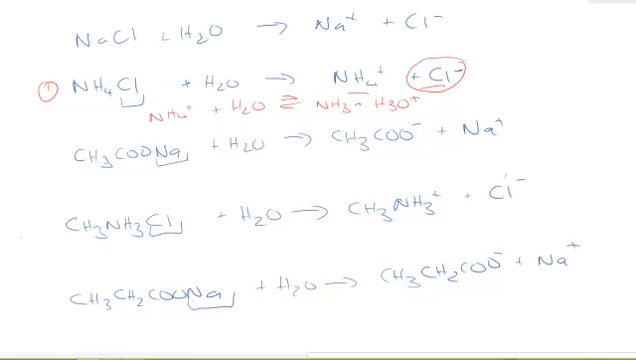 NaCl + H2O → Na⁺ + Cl⁻
① NH4Cl + H2O → NH4⁺ + Cl⁻
NH4⁺ + H2O ⇌ NH3 + H3O⁺
CH3COONa + H2O → CH3COO⁻ + Na⁺
CH3NH3Cl + H2O → CH3NH3⁺ + Cl⁻
CH3CH2COONa + H2O → CH3CH2COO⁻ + Na⁺